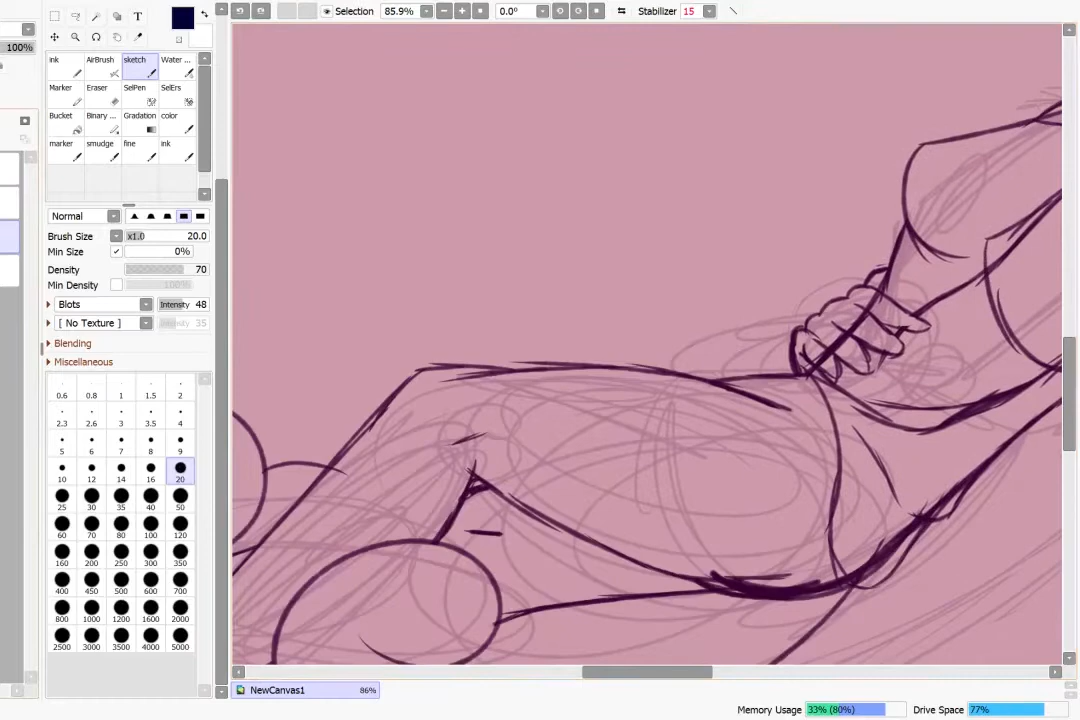 Selection 85.9% 0.0° Stabilizer 15
T
100%
ink AirBrush sketch Water ...
Marker Eraser SelPen SelErs
Bucket Binary ... Gradation color
marker smudge fine ink
Normal
Brush Size x1.0 20.0
Min Size 0%
Density 70
Min Density 100%
Blots Intensity 48
[ No Texture ] Intensity 35
Blending
Miscellaneous
0.6 0.8 1 1.5 2
2.3 2.6 3 3.5 4
5 6 7 8 9
10 12 14 16 20
25 30 35 40 50
60 70 80 100 120
160 200 250 300 350
400 450 500 600 700
800 1000 1200 1600 2000
2500 3000 3500 4000 5000
NewCanvas1 86%
Memory Usage 33% (80%) Drive Space 77%